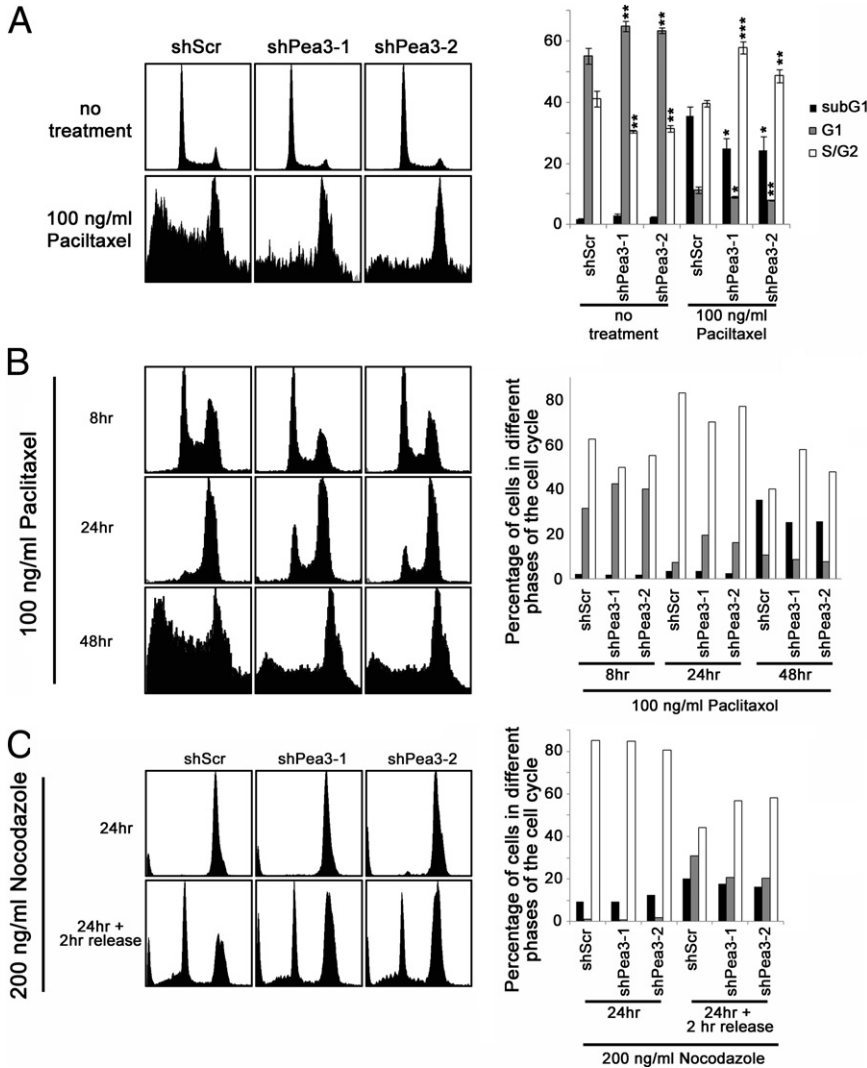 A
shScr shPea3-1 shPea3-2
no
treatment
100 ng/ml
Paciltaxel
60
40
20
0
** ** ** ** * * *** * ** **
subG1
G1
S/G2
shScr
shPea3-1
shPea3-2
shScr
shPea3-1
shPea3-2
no
treatment
100 ng/ml
Paciltaxel
B
100 ng/ml Paclitaxel
8hr
24hr
48hr
Percentage of cells in different
phases of the cell cycle
80
60
40
20
0
shScr
shPea3-1
shPea3-2
shScr
shPea3-1
shPea3-2
shScr
shPea3-1
shPea3-2
8hr 24hr 48hr
100 ng/ml Paclitaxol
C
200 ng/ml Nocodazole
shScr shPea3-1 shPea3-2
24hr
24hr +
2hr release
Percentage of cells in different
phases of the cell cycle
80
60
40
20
0
shScr
shPea3-1
shPea3-2
shScr
shPea3-1
shPea3-2
24hr
24hr +
2 hr release
200 ng/ml Nocodazole